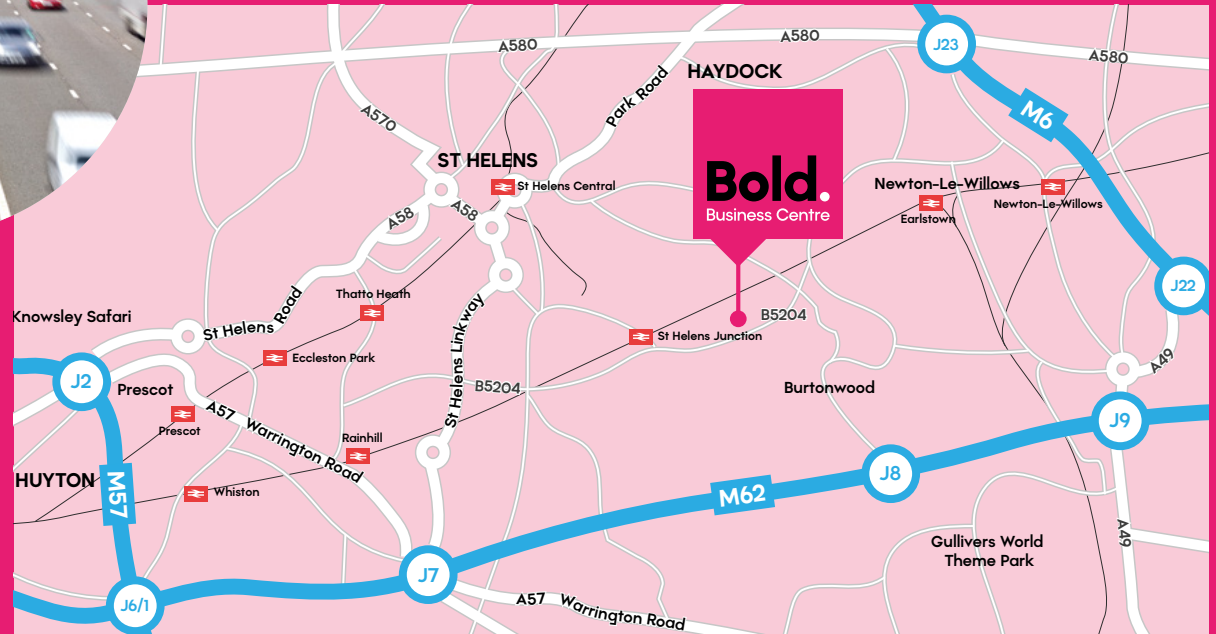 A580
A580
J23
A580
HAYDOCK
Park Road
M6
A570
ST HELENS
St Helens Central
Bold.
Business Centre
Newton-Le-Willows
Newton-Le-Willows
Earlstown
A58
A58
J22
Thatto Heath
Knowsley Safari
St Helens Road
B5204
St Helens Junction
Eccleston Park
St Helens Linkway
A49
J2
Prescot
B5204
Burtonwood
A57 Warrington Road
Prescot
J9
Rainhill
HUYTON
M57
Whiston
J8
M62
A49
Gullivers World
Theme Park
J7
J6/1
A57 Warrington Road